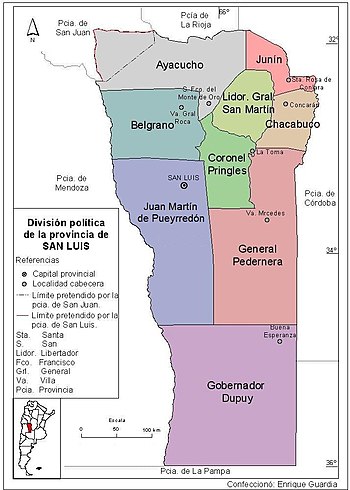 66°
Pcia. de
San Juan
Pcía de
La Rioja
N
32°
Junín
Ayacucho
Sta. Rosa de
Conlara
S. Fco. del
Monte de Oro
Lidor. Gral.
San Martín
Concarán
Va. Gral
Roca
Chacabuco
Belgrano
La Toma
Coronel
Pringles
Pcia. de
Mendoza
SAN LUIS
Pcia. de
Córdoba
Juan Martín
de Pueyrredón
Va. Mrcedes
División política
de la provincia de
SAN LUIS
General
Pedernera
34°
Referencias
Capital provincial
Localidad cabecera
Límite pretendido por la
pcia. de San Juan.
Límite pretendido por la
pcia. de San Luis.
Sta. Santa
S. San
Lidor. Libertador
Fco. Francisco
Grl. General
Va. Villa
Pcia. Provincia
Buena
Esperanza
Gobernador
Dupuy
Escala
0 50 100 km
36°
Pcia. de La Pampa
Confeccionó: Enrique Guardia